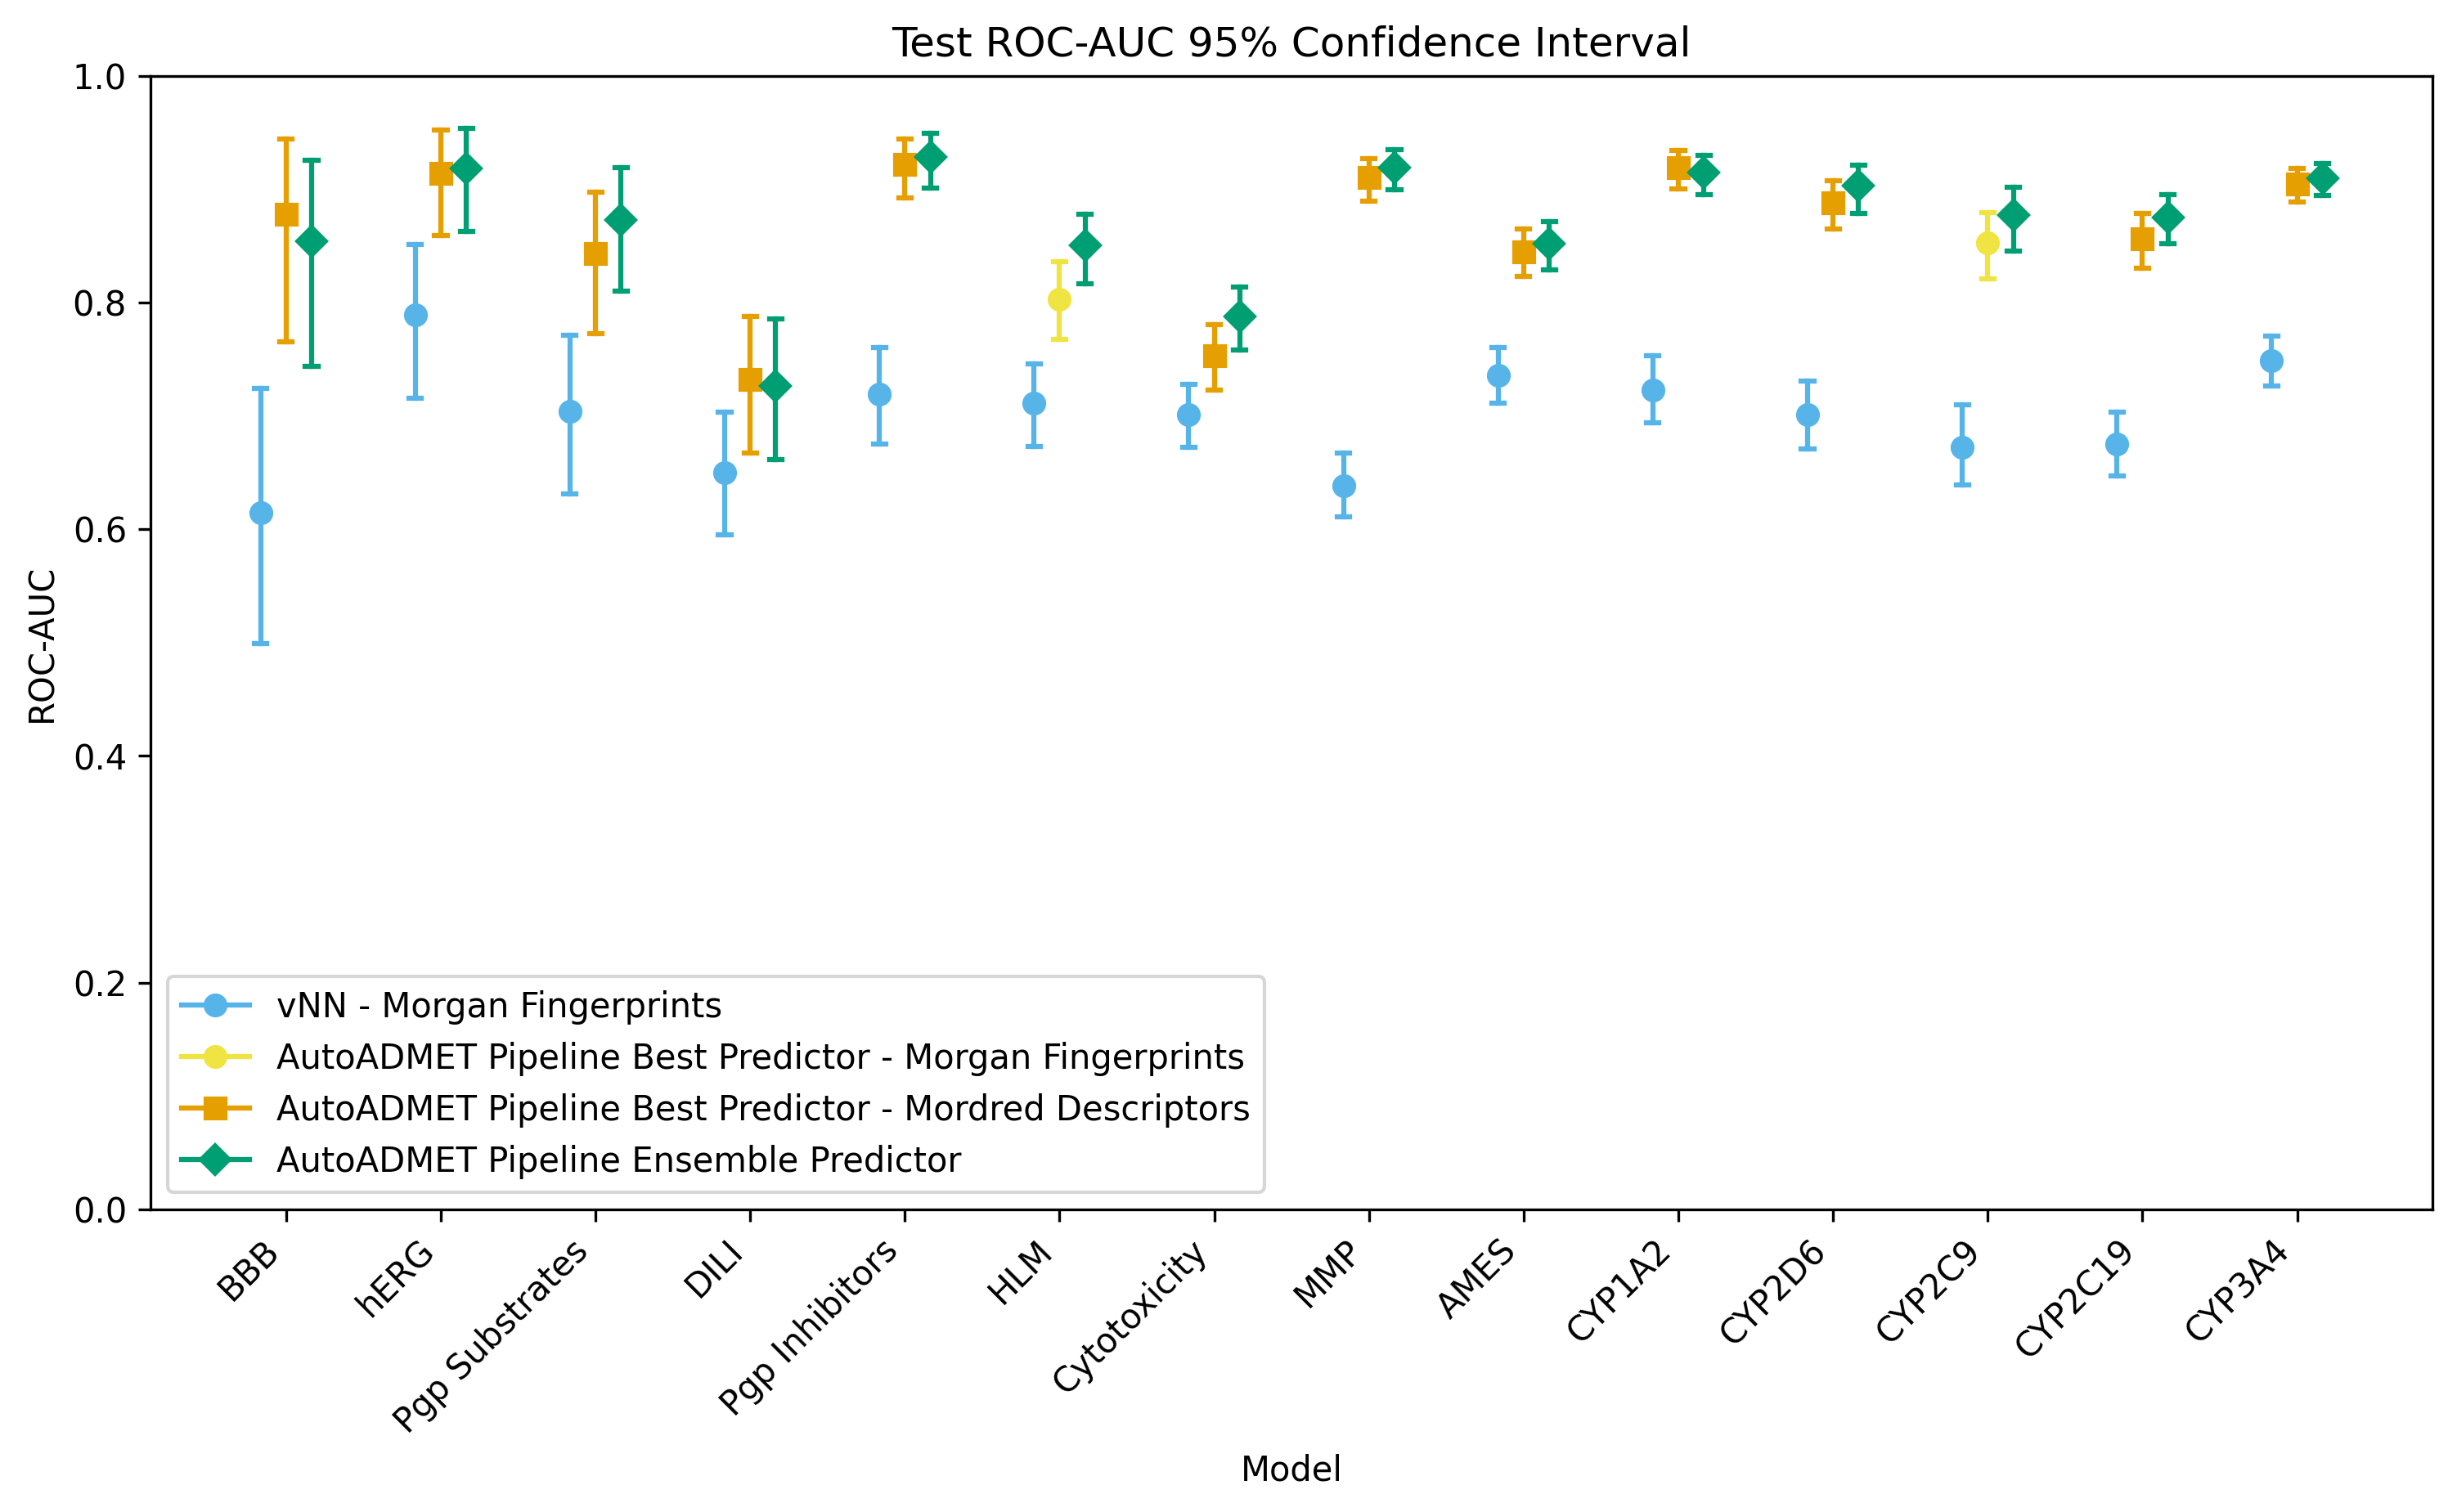 Test ROC-AUC 95% Confidence Interval
1.0
0.8
0.6
0.4
0.2
0.0
ROC-AUC
vNN - Morgan Fingerprints
AutoADMET Pipeline Best Predictor - Morgan Fingerprints
AutoADMET Pipeline Best Predictor - Mordred Descriptors
AutoADMET Pipeline Ensemble Predictor
BBB
hERG
Pgp Substrates
DILI
Pgp Inhibitors
HLM
Cytotoxicity
MMP
AMES
CYP1A2
CYP2D6
CYP2C9
CYP2C19
CYP3A4
Model